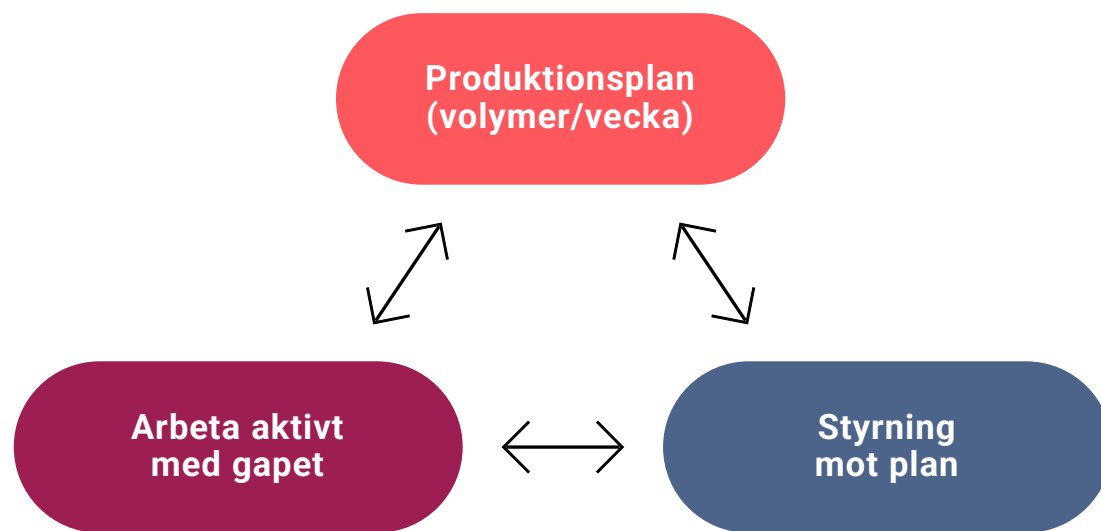 Produktionsplan
(volymer/vecka)
Arbeta aktivt
med gapet
Styrning
mot plan